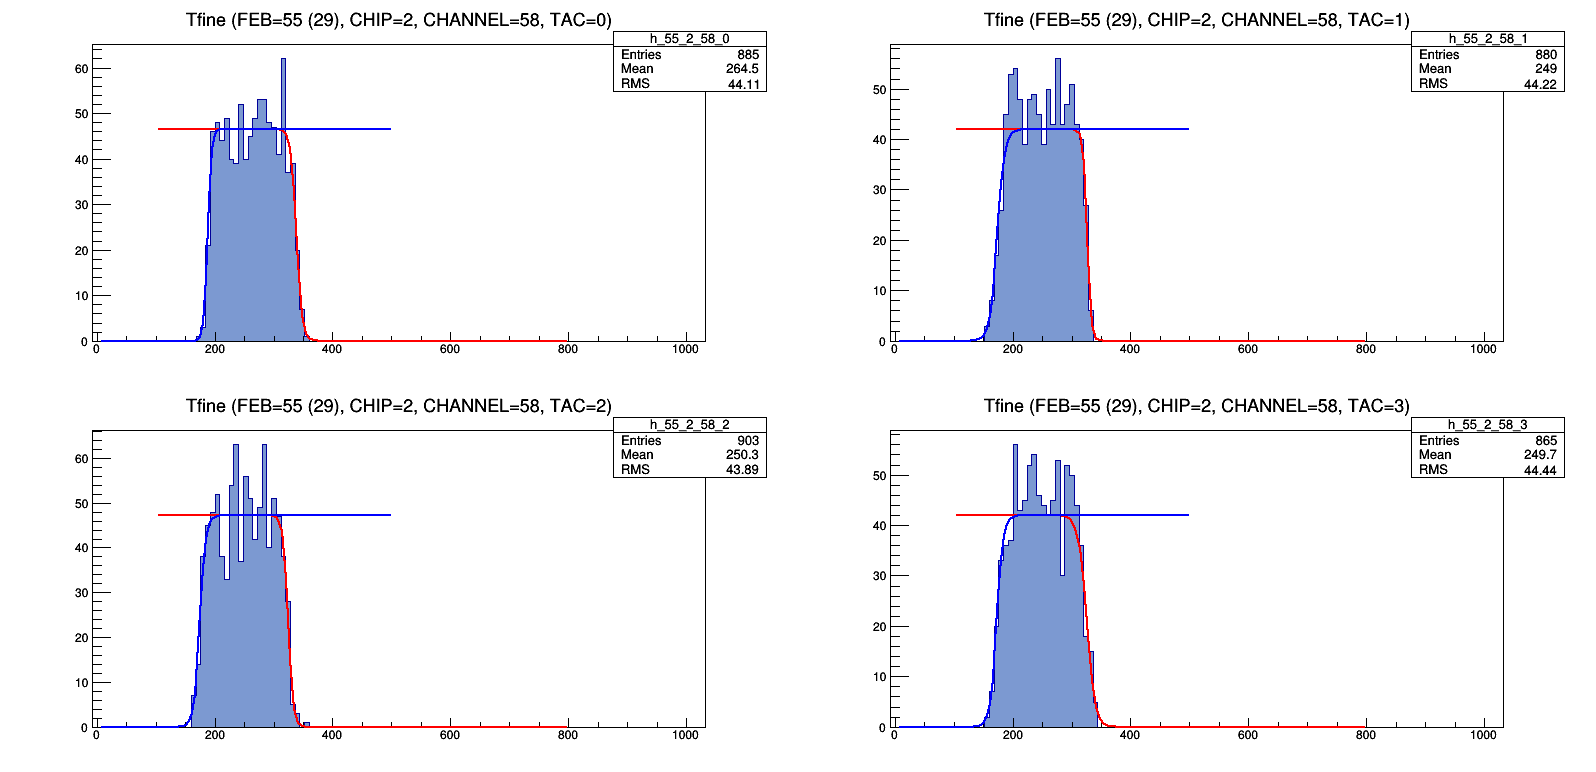 Tfine (FEB=55 (29), CHIP=2, CHANNEL=58, TAC=0)
h_55_2_58_0
Entries 885
Mean 264.5
RMS 44.11
60
50
40
30
20
10
0
0 200 400 600 800 1000
Tfine (FEB=55 (29), CHIP=2, CHANNEL=58, TAC=1)
h_55_2_58_1
Entries 880
Mean 249
RMS 44.22
50
40
30
20
10
0
0 200 400 600 800 1000
Tfine (FEB=55 (29), CHIP=2, CHANNEL=58, TAC=2)
h_55_2_58_2
Entries 903
Mean 250.3
RMS 43.89
60
50
40
30
20
10
0
0 200 400 600 800 1000
Tfine (FEB=55 (29), CHIP=2, CHANNEL=58, TAC=3)
h_55_2_58_3
Entries 865
Mean 249.7
RMS 44.44
50
40
30
20
10
0
0 200 400 600 800 1000